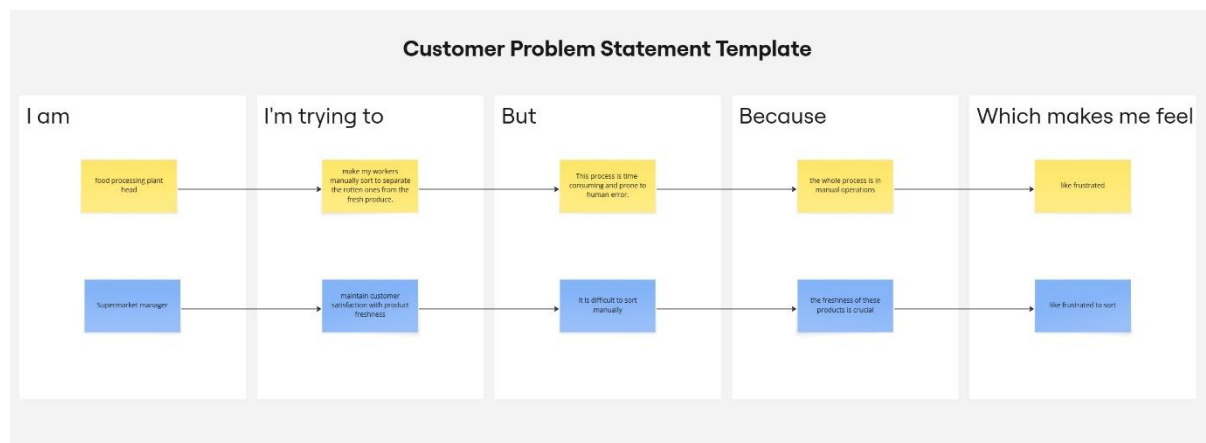 Customer Problem Statement Template
I am
I'm trying to
But
Because
Which makes me feel
food processing plant
head
make my workers
manually sort to separate
the rotten ones from the
fresh produce.
This process is time-
consuming and prone to
human error.
the whole process is in
manual operations
like frustrated
Supermarket manager
maintain customer
satisfaction with product
freshness
It is difficult to sort
manually
the freshness of these
products is crucial
like frustrated to sort